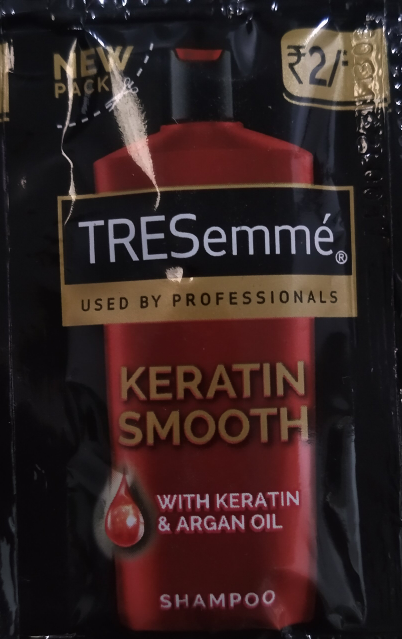 NEW
PACK
₹2/-
TRESemmé®
USED BY PROFESSIONALS
KERATIN
SMOOTH
WITH KERATIN
& ARGAN OIL
SHAMPOO